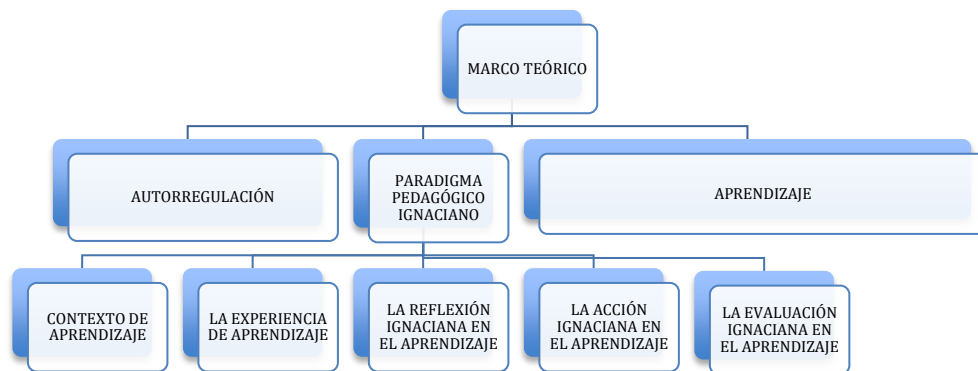 MARCO TEÓRICO
AUTORREGULACIÓN
PARADIGMA
PEDAGÓGICO
IGNACIANO
APRENDIZAJE
CONTEXTO DE
APRENDIZAJE
LA EXPERIENCIA
DE APRENDIZAJE
LA REFLEXIÓN
IGNACIANA EN
EL APRENDIZAJE
LA ACCIÓN
IGNACIANA EN
EL APRENDIZAJE
LA EVALUACIÓN
IGNACIANA EN
EL APRENDIZAJE